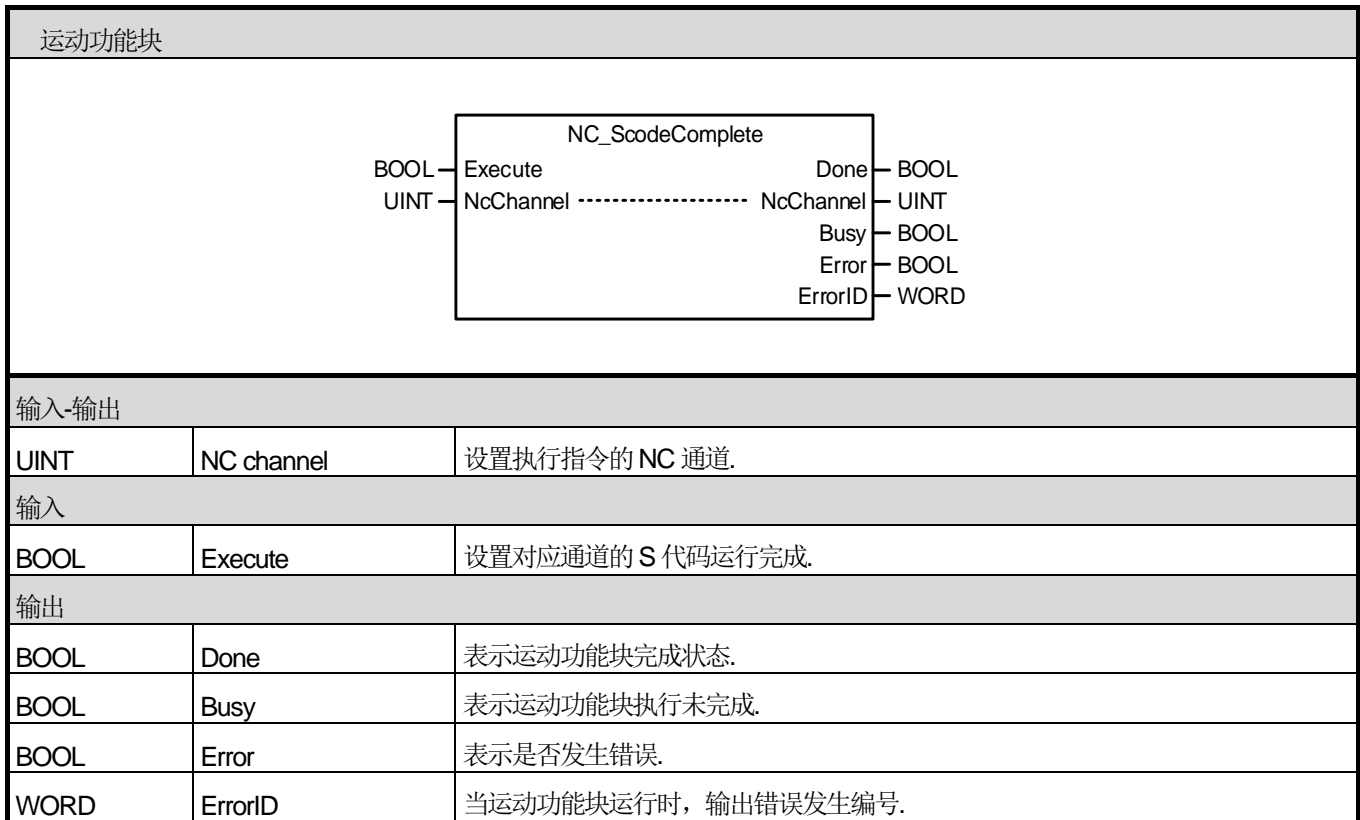 运动功能块
NC_ScodeComplete
BOOL Execute Done BOOL
UINT NcChannel NcChannel UINT
Busy BOOL
Error BOOL
ErrorID WORD
输入-输出
UINT NC channel 设置执行指令的 NC 通道.
输入
BOOL Execute 设置对应通道的 S 代码运行完成.
输出
BOOL Done 表示运动功能块完成状态.
BOOL Busy 表示运动功能块执行未完成.
BOOL Error 表示是否发生错误.
WORD ErrorID 当运动功能块运行时，输出错误发生编号.